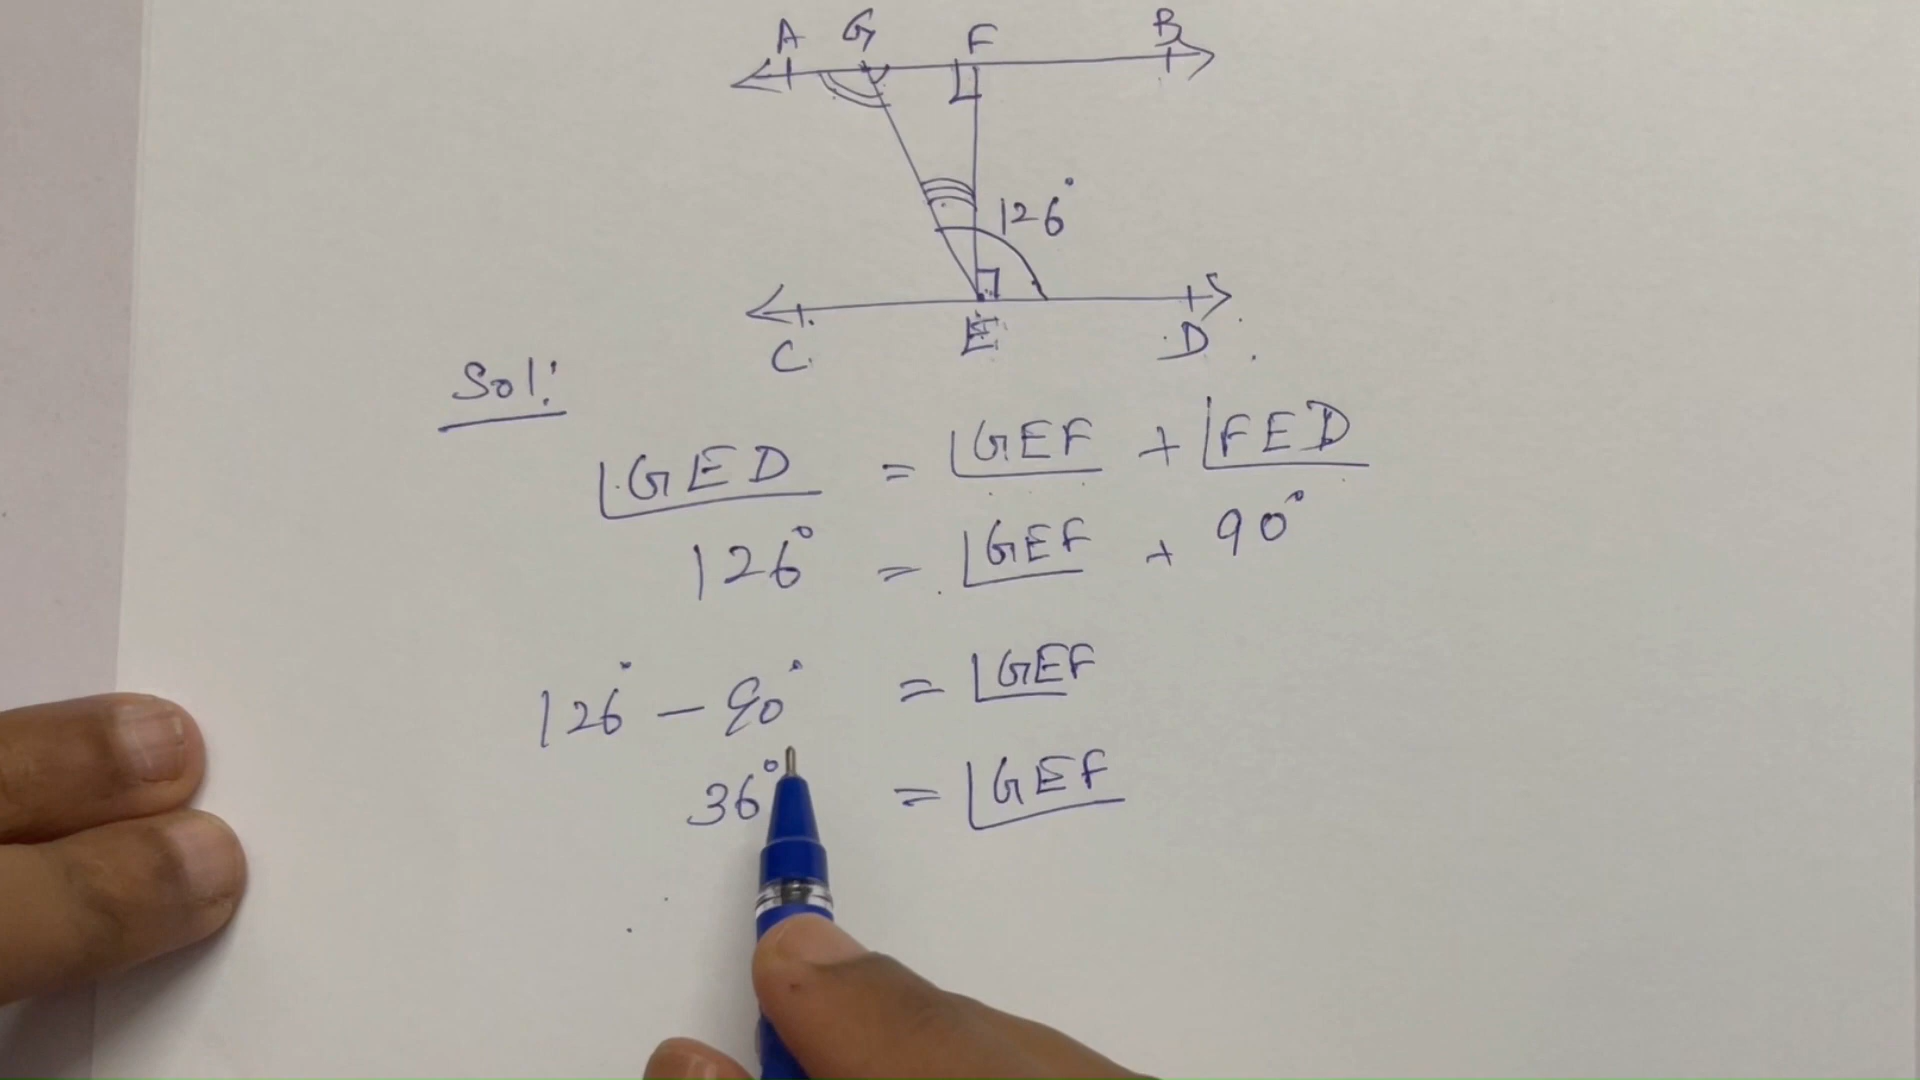 A G F B
126°
C E D
Sol:
∠GED = ∠GEF + ∠FED
126° = ∠GEF + 90°
126° - 90° = ∠GEF
36° = ∠GEF